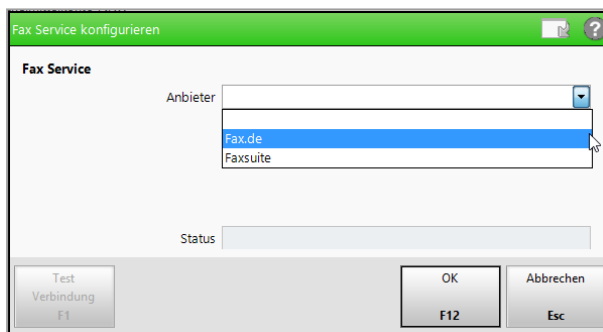 Fax Service konfigurieren
?
Fax Service
Anbieter
Fax.de
Faxsuite
Status
Test
Verbindung
F1
OK
F12
Abbrechen
Esc